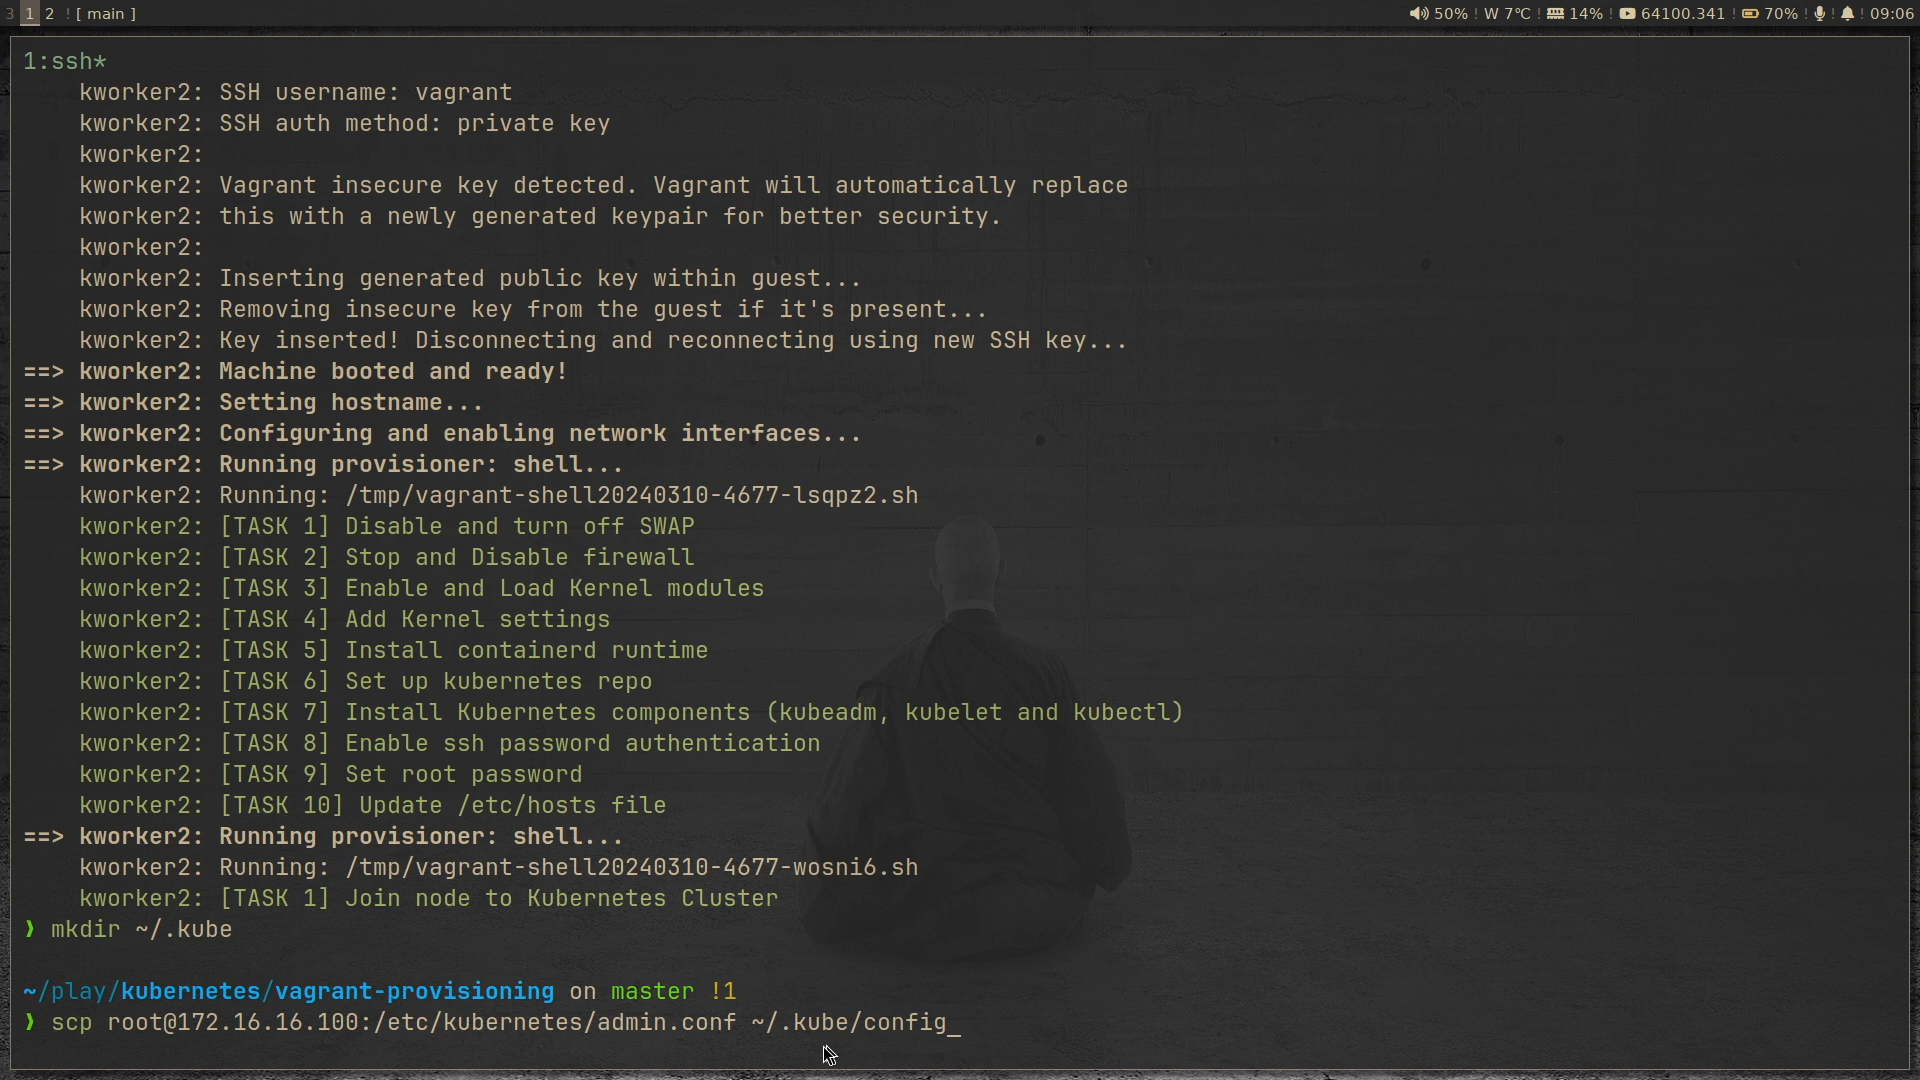 3 1 2 ! [ main ] 50% ! W 7°C ! 14% ! 64100.341 ! 70% ! ! ! 09:06
1:ssh*
kworker2: SSH username: vagrant
kworker2: SSH auth method: private key
kworker2:
kworker2: Vagrant insecure key detected. Vagrant will automatically replace
kworker2: this with a newly generated keypair for better security.
kworker2:
kworker2: Inserting generated public key within guest...
kworker2: Removing insecure key from the guest if it's present...
kworker2: Key inserted! Disconnecting and reconnecting using new SSH key...
==> kworker2: Machine booted and ready!
==> kworker2: Setting hostname...
==> kworker2: Configuring and enabling network interfaces...
==> kworker2: Running provisioner: shell...
kworker2: Running: /tmp/vagrant-shell20240310-4677-lsqpz2.sh
kworker2: [TASK 1] Disable and turn off SWAP
kworker2: [TASK 2] Stop and Disable firewall
kworker2: [TASK 3] Enable and Load Kernel modules
kworker2: [TASK 4] Add Kernel settings
kworker2: [TASK 5] Install containerd runtime
kworker2: [TASK 6] Set up kubernetes repo
kworker2: [TASK 7] Install Kubernetes components (kubeadm, kubelet and kubectl)
kworker2: [TASK 8] Enable ssh password authentication
kworker2: [TASK 9] Set root password
kworker2: [TASK 10] Update /etc/hosts file
==> kworker2: Running provisioner: shell...
kworker2: Running: /tmp/vagrant-shell20240310-4677-wosni6.sh
kworker2: [TASK 1] Join node to Kubernetes Cluster
❯ mkdir ~/.kube
~/play/kubernetes/vagrant-provisioning on master !1
❯ scp root@172.16.16.100:/etc/kubernetes/admin.conf ~/.kube/config_